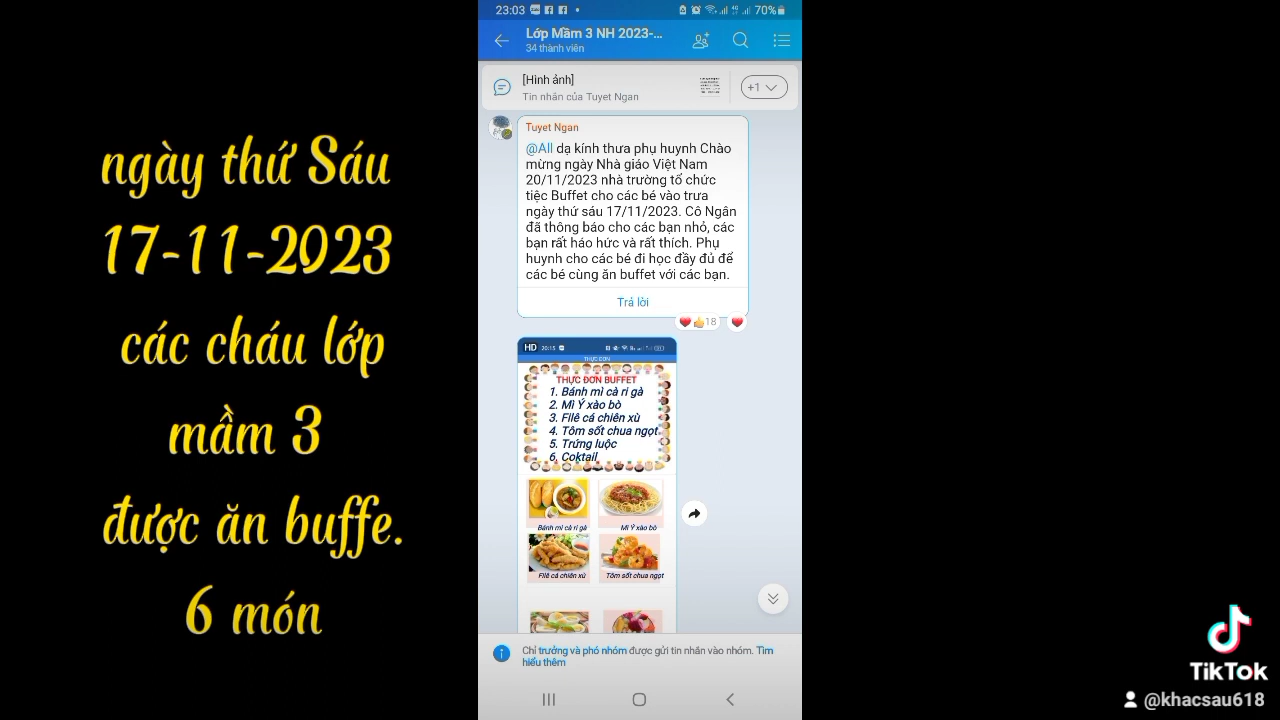 ngày thứ Sáu
17-11-2023
các cháu lớp
mầm 3
được ăn buffe.
6 món
23:03
70%
Lớp Mầm 3 NH 2023-...
34 thành viên
[Hình ảnh]
Tin nhắn của Tuyet Ngan
+1
Tuyet Ngan
@All dạ kính thưa phụ huynh Chào
mừng ngày Nhà giáo Việt Nam
20/11/2023 nhà trường tổ chức
tiệc Buffet cho các bé vào trưa
ngày thứ sáu 17/11/2023. Cô Ngân
đã thông báo cho các bạn nhỏ, các
bạn rất háo hức và rất thích. Phụ
huynh cho các bé đi học đầy đủ để
các bé cùng ăn buffet với các bạn.
Trả lời
18
HD 20:15
THỰC ĐƠN
THỰC ĐƠN BUFFET
1. Bánh mì cà ri gà
2. Mì Ý xào bò
3. Filê cá chiên xù
4. Tôm sốt chua ngọt
5. Trứng luộc
6. Coktail
Bánh mì cà ri gà
Mì Ý xào bò
Filê cá chiên xù
Tôm sốt chua ngọt
Chỉ trưởng và phó nhóm được gửi tin nhắn vào nhóm. Tìm
hiểu thêm
TikTok
@khacsau618